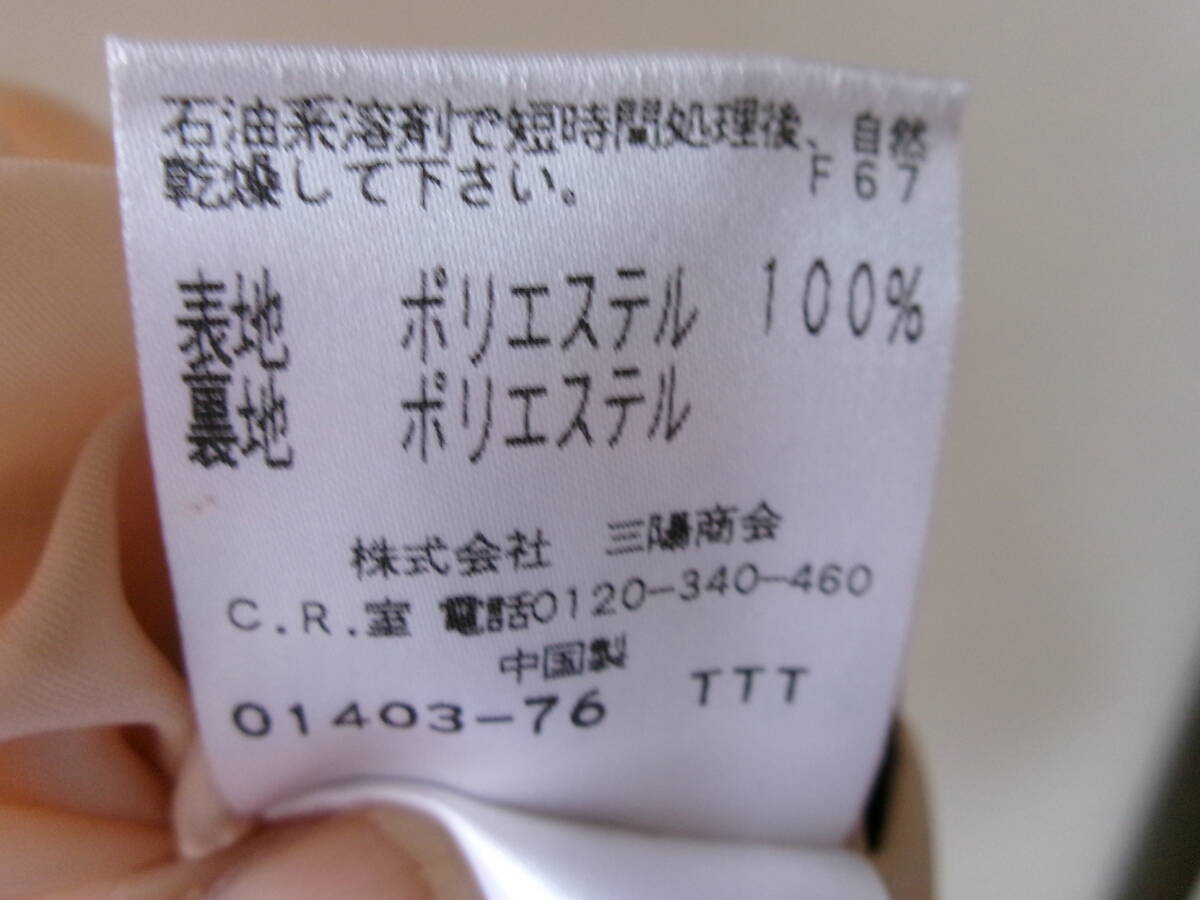 石油系溶剤で短時間処理後、自然
乾燥して下さい。 F67
表地 ポリエステル 100%
裏地 ポリエステル
株式会社 三陽商会
C.R.室 電話0120-340-460
中国製
01403-76 TTT